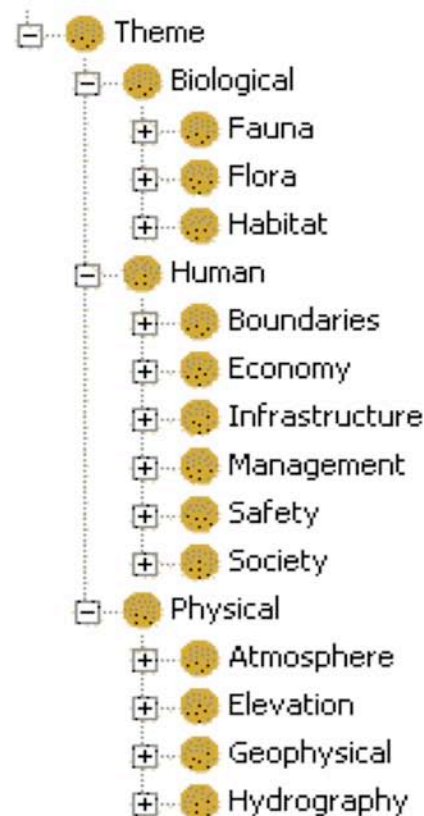 Theme
Biological
Fauna
Flora
Habitat
Human
Boundaries
Economy
Infrastructure
Management
Safety
Society
Physical
Atmosphere
Elevation
Geophysical
Hydrography